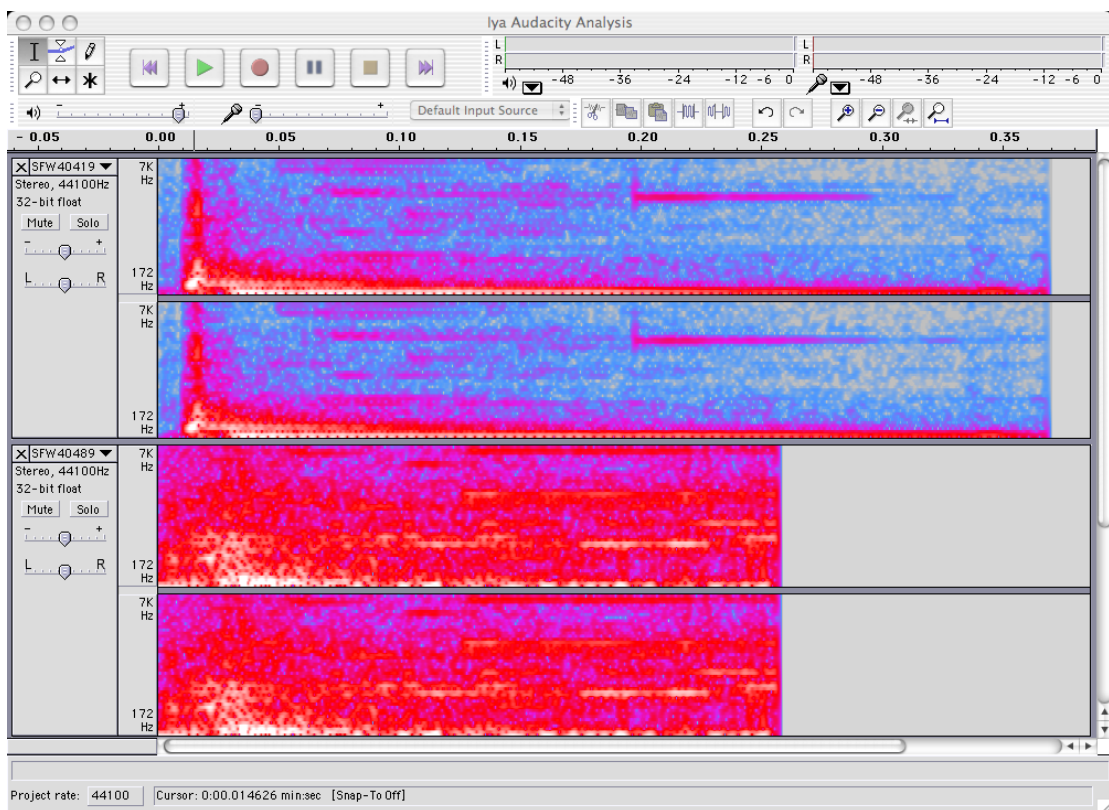 Iya Audacity Analysis
L
R
-48 -36 -24 -12 -6 0
L
R
-48 -36 -24 -12 -6 0
- + - + Default Input Source
- 0.05 0.00 0.05 0.10 0.15 0.20 0.25 0.30 0.35
X SFW40419
Stereo, 44100Hz
32-bit float
Mute Solo
- +
L R
7K
Hz
172
Hz
7K
Hz
172
Hz
X SFW40489
Stereo, 44100Hz
32-bit float
Mute Solo
- +
L R
7K
Hz
172
Hz
7K
Hz
172
Hz
Project rate: 44100 Cursor: 0:00.014626 min:sec [Snap-To Off]